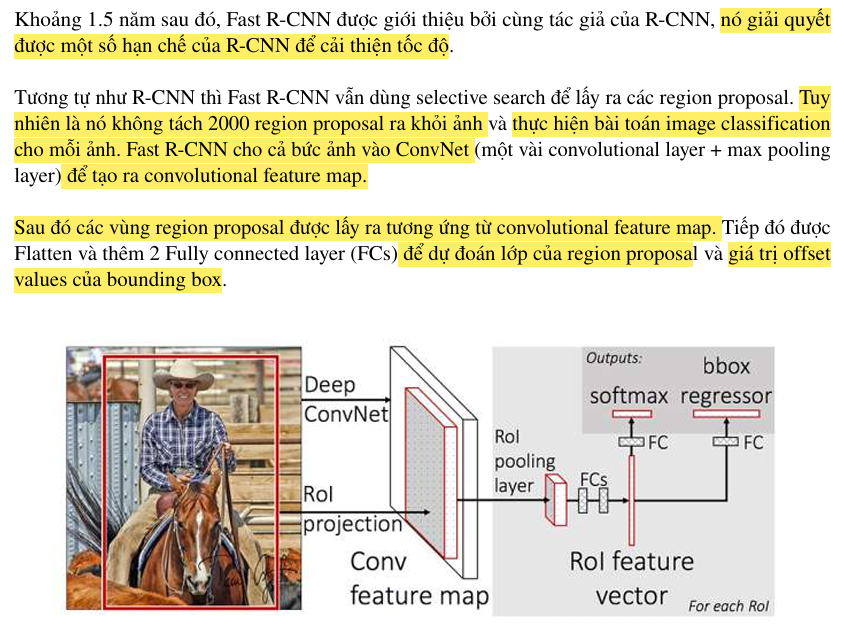 Khoảng 1.5 năm sau đó, Fast R-CNN được giới thiệu bởi cùng tác giả của R-CNN, nó giải quyết
được một số hạn chế của R-CNN để cải thiện tốc độ.
Tương tự như R-CNN thì Fast R-CNN vẫn dùng selective search để lấy ra các region proposal. Tuy
nhiên là nó không tách 2000 region proposal ra khỏi ảnh và thực hiện bài toán image classification
cho mỗi ảnh. Fast R-CNN cho cả bức ảnh vào ConvNet (một vài convolutional layer + max pooling
layer) để tạo ra convolutional feature map.
Sau đó các vùng region proposal được lấy ra tương ứng từ convolutional feature map. Tiếp đó được
Flatten và thêm 2 Fully connected layer (FCs) để dự đoán lớp của region proposal và giá trị offset
values của bounding box.
Deep
ConvNet
RoI
projection
Conv
feature map
RoI
pooling
layer
FCs
RoI feature
vector
Outputs:
softmax
bbox
regressor
FC
FC
For each RoI